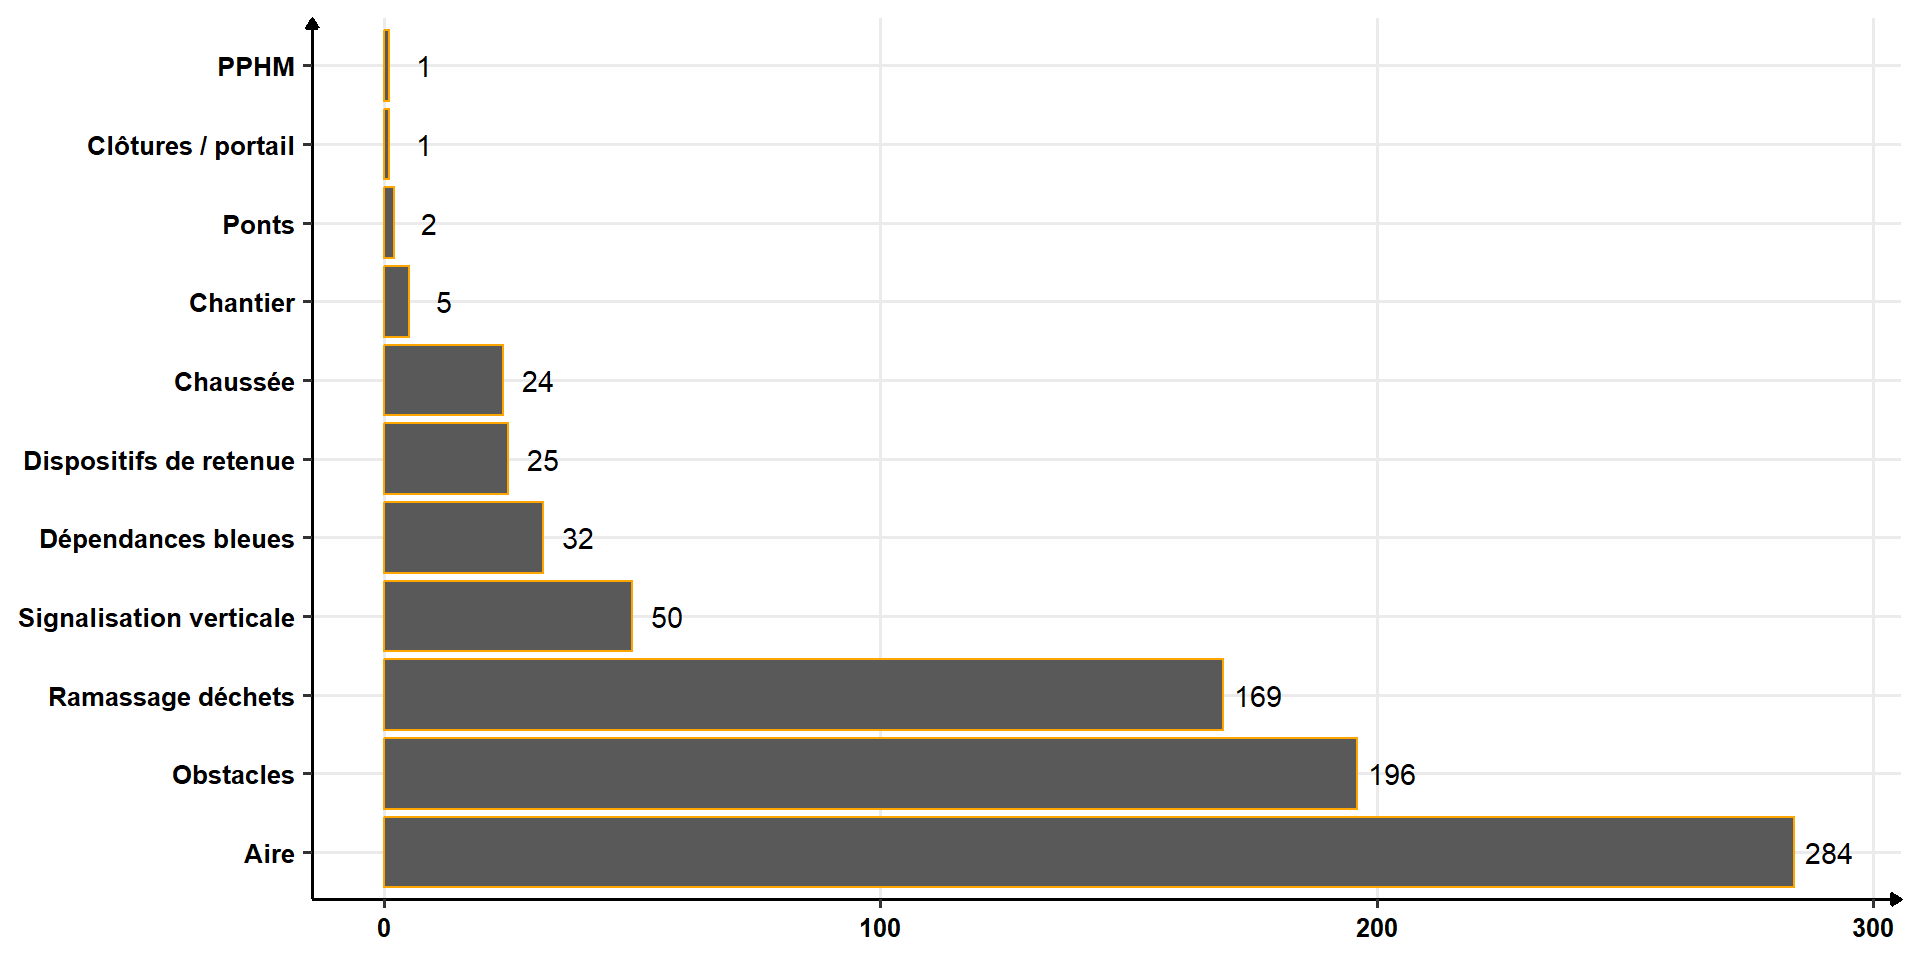 PPHM 1
Clôtures / portail 1
Ponts 2
Chantier 5
Chaussée 24
Dispositifs de retenue 25
Dépendances bleues 32
Signalisation verticale 50
Ramassage déchets 169
Obstacles 196
Aire 284
0 100 200 300